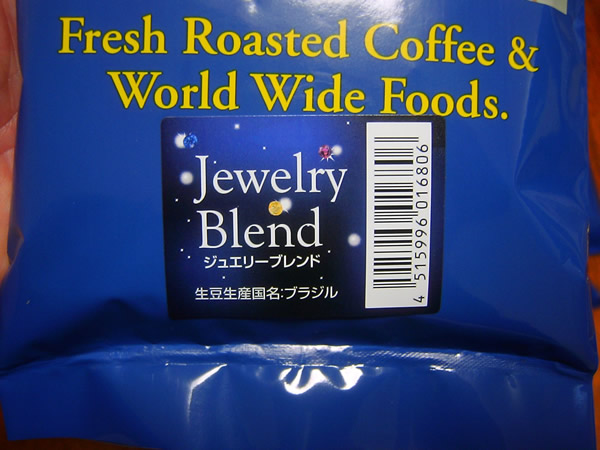 Fresh Roasted Coffee &
World Wide Foods.
Jewelry
Blend
ジュエリーブレンド
生豆生産国名:ブラジル
4 515996 016806